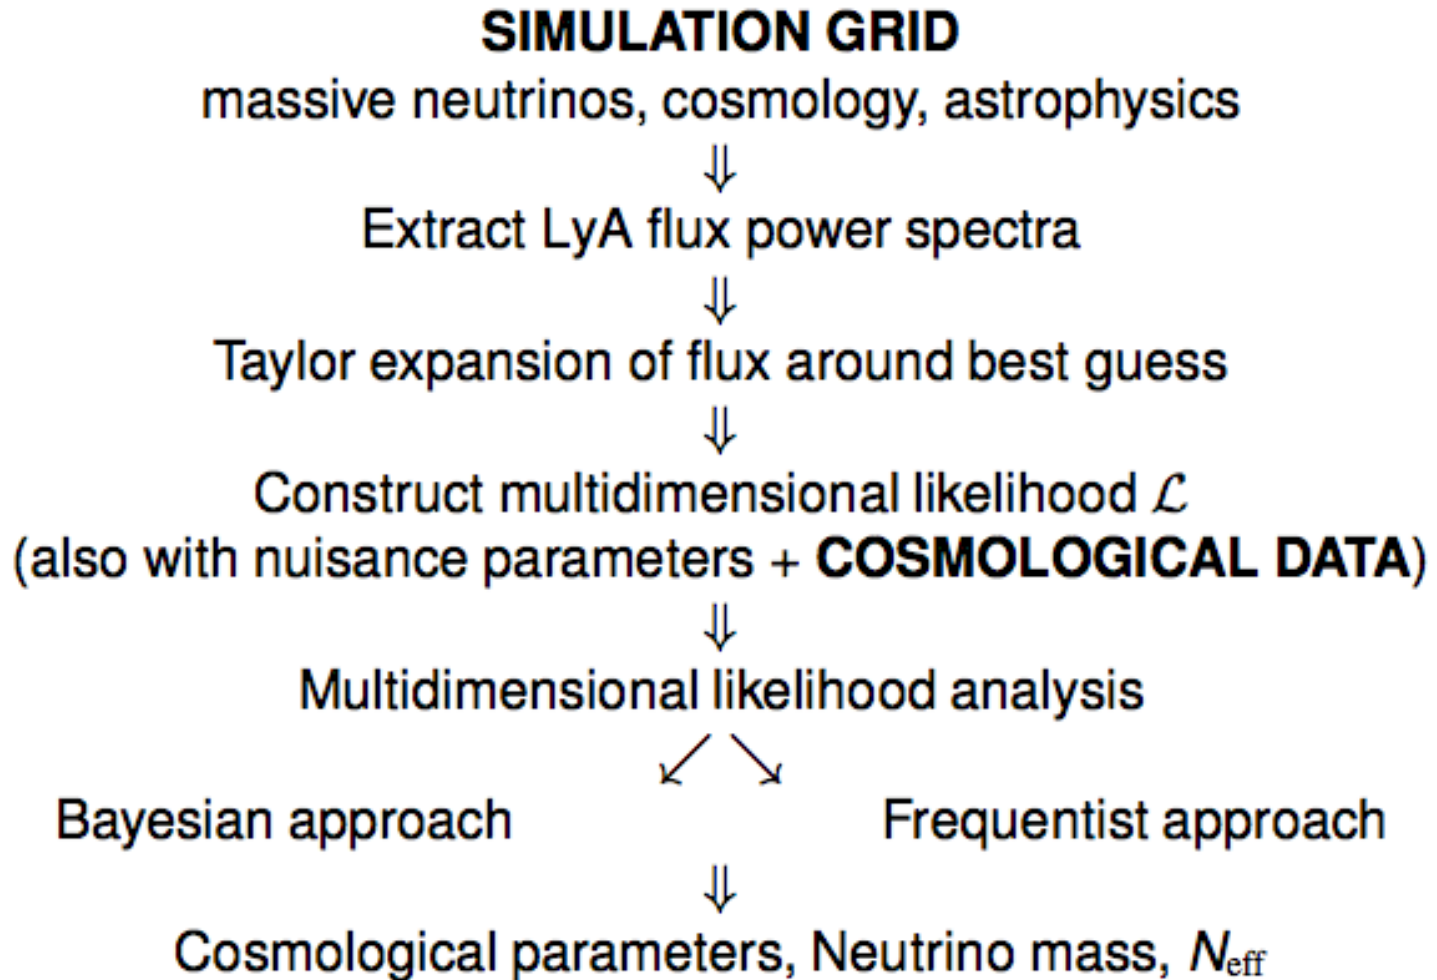 SIMULATION GRID
massive neutrinos, cosmology, astrophysics
⇓
Extract LyA flux power spectra
⇓
Taylor expansion of flux around best guess
⇓
Construct multidimensional likelihood ℒ
(also with nuisance parameters + COSMOLOGICAL DATA)
⇓
Multidimensional likelihood analysis
↙ ↘
Bayesian approach Frequentist approach
⇓
Cosmological parameters, Neutrino mass, N_eff